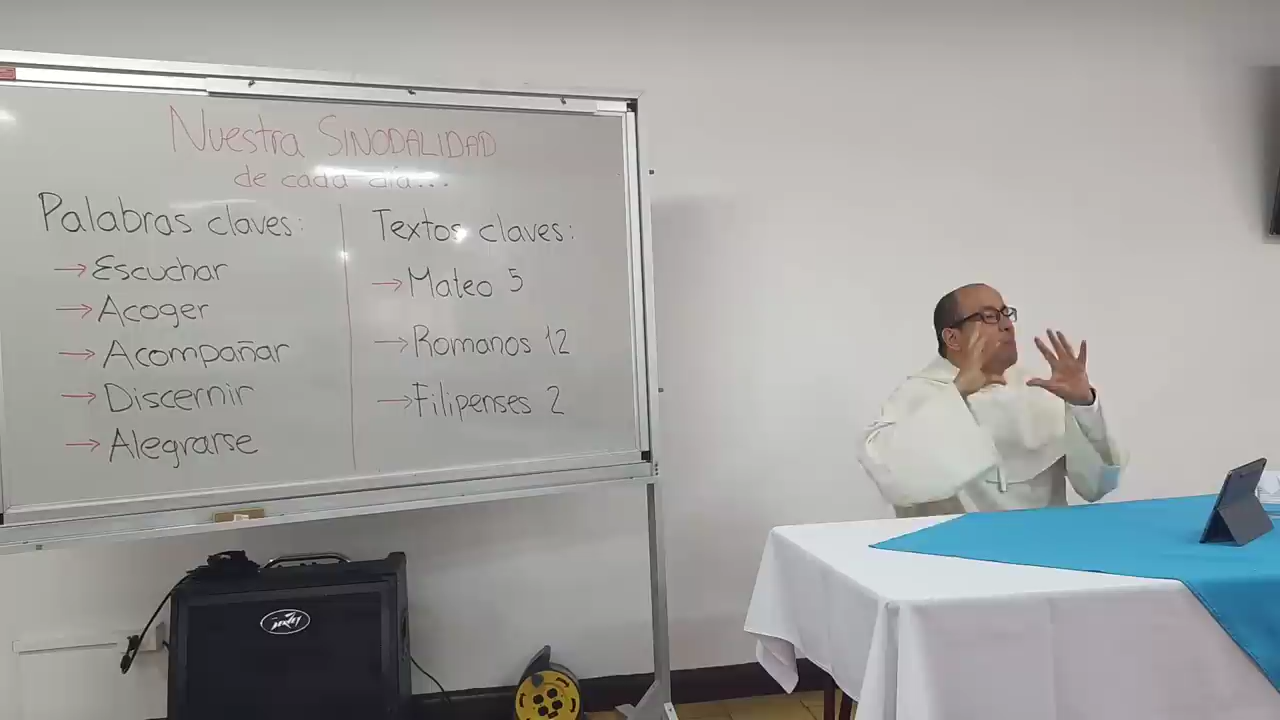 Nuestra SINODALIDAD
de cada día...
Palabras claves:
→ Escuchar
→ Acoger
→ Acompañar
→ Discernir
→ Alegrarse
Textos claves:
→ Mateo 5
→ Romanos 12
→ Filipenses 2
PEAVEY